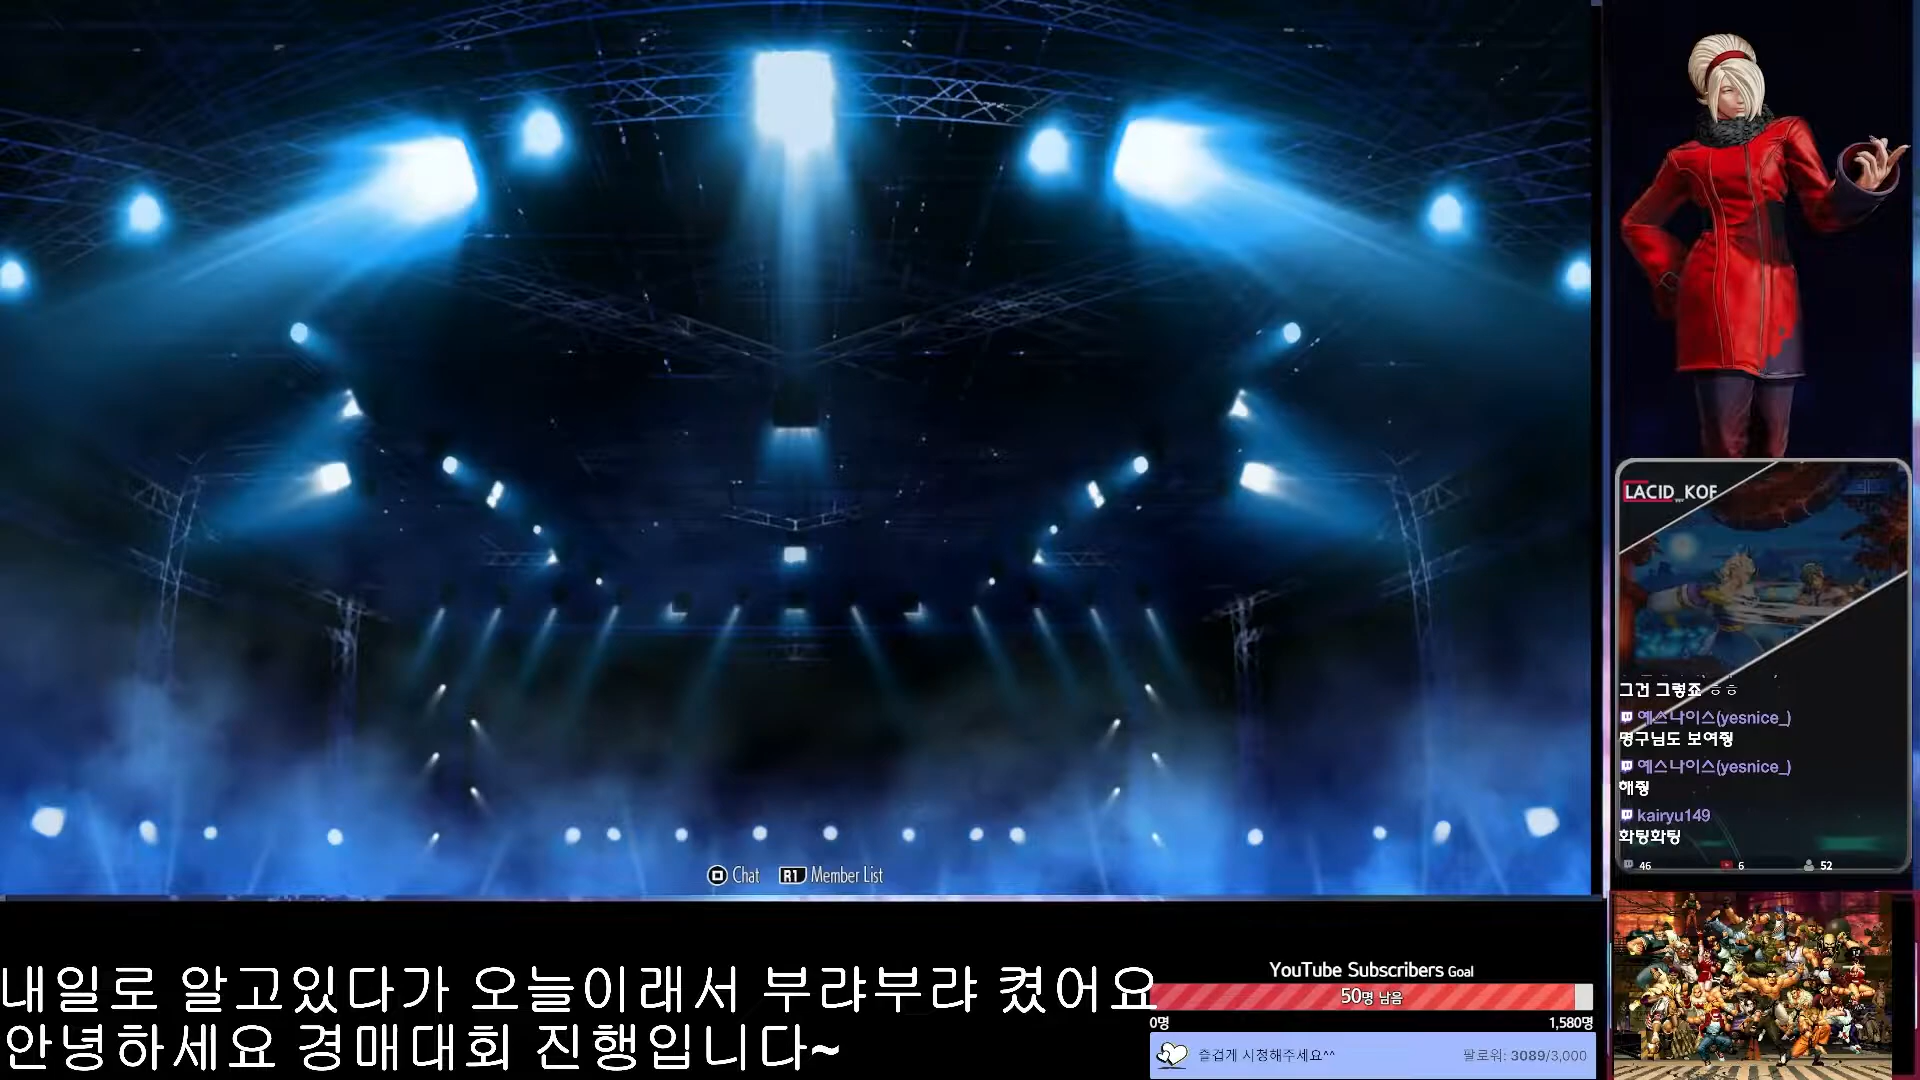 LACID_KOF
그건 그렇죠 ㅎㅎ
예스나이스(yesnice_)
명구님도 보여줭
예스나이스(yesnice_)
해줭
kairyu149
화팅화팅
46 6 52
Chat R1 Member List
내일로 알고있다가 오늘이래서 부랴부랴 켰어요
안녕하세요 경매대회 진행입니다~
YouTube Subscribers Goal
50명 남음
0명 1,580명
즐겁게 시청해주세요^^ 팔로워: 3089/3,000